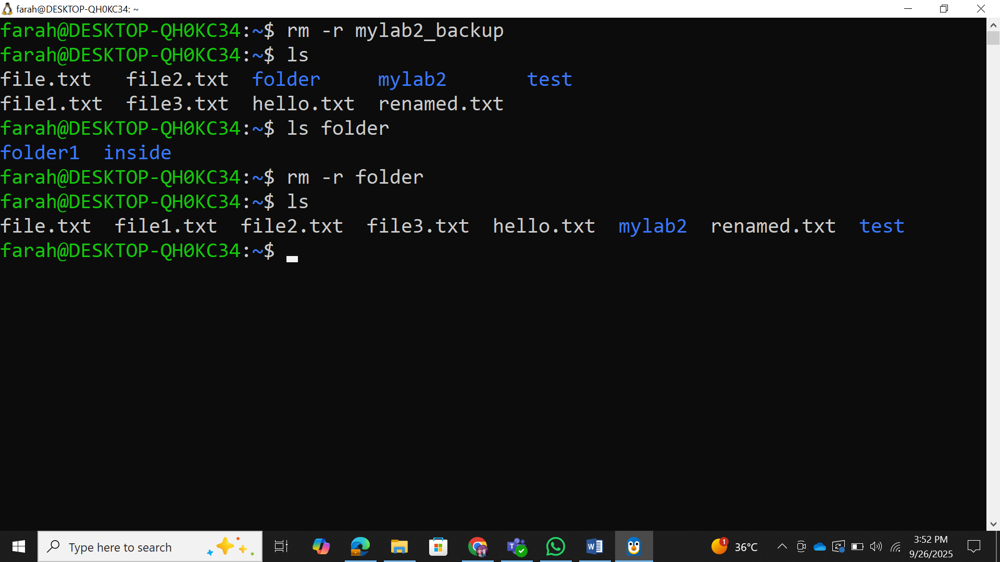 farah@DESKTOP-QH0KC34: ~
farah@DESKTOP-QH0KC34:~$ rm -r mylab2_backup
farah@DESKTOP-QH0KC34:~$ ls
file.txt   file2.txt  folder     mylab2       test
file1.txt  file3.txt  hello.txt  renamed.txt
farah@DESKTOP-QH0KC34:~$ ls folder
folder1  inside
farah@DESKTOP-QH0KC34:~$ rm -r folder
farah@DESKTOP-QH0KC34:~$ ls
file.txt  file1.txt  file2.txt  file3.txt  hello.txt  mylab2  renamed.txt  test
farah@DESKTOP-QH0KC34:~$
Type here to search
1
36°C
3:52 PM
9/26/2025